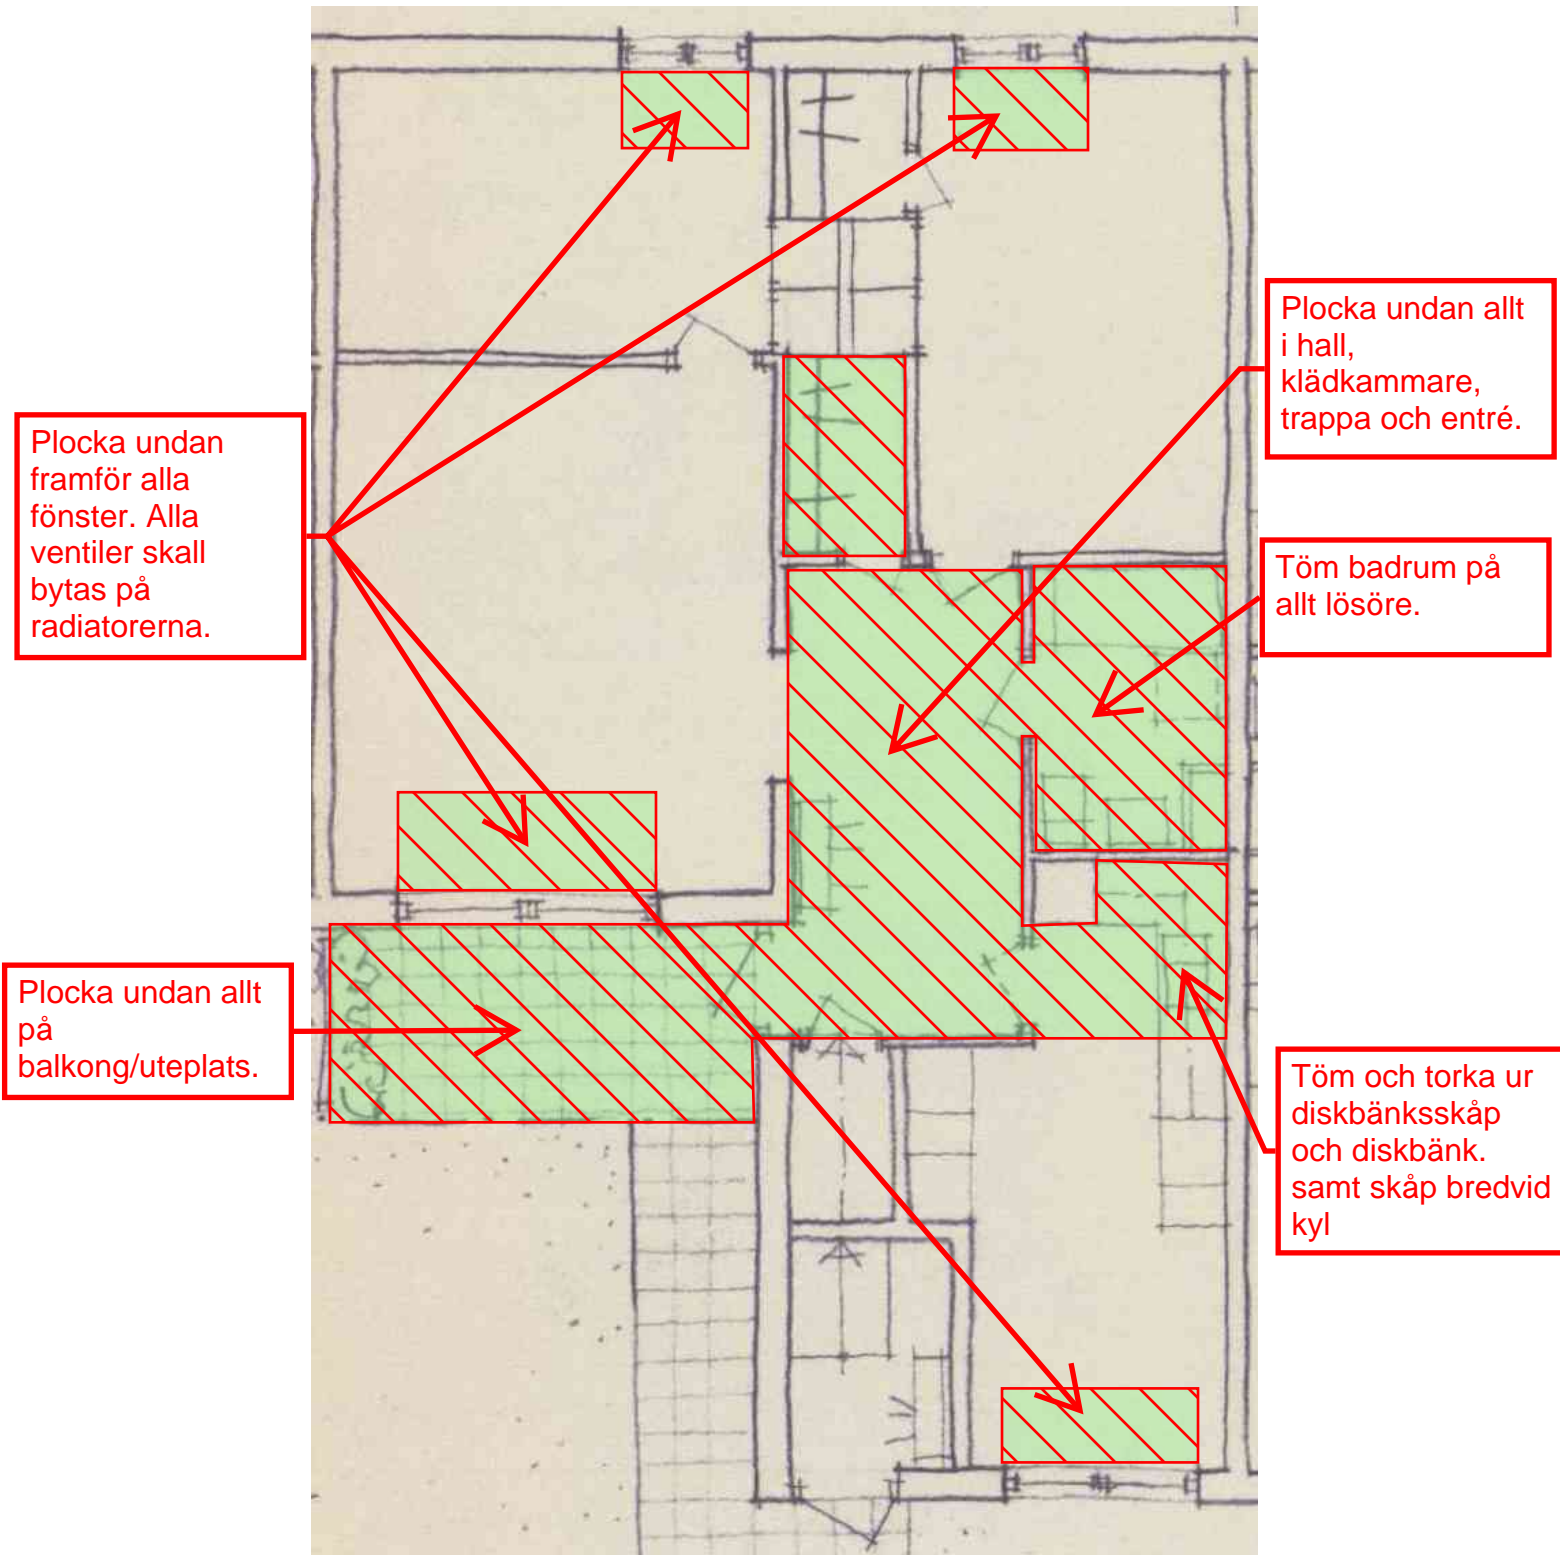 Plocka undan allt
i hall,
klädkammare,
trappa och entré.
Plocka undan
framför alla
fönster. Alla
ventiler skall
bytas på
radiatorerna.
Töm badrum på
allt lösöre.
Plocka undan allt
på
balkong/uteplats.
Töm och torka ur
diskbänksskåp
och diskbänk.
samt skåp bredvid
kyl